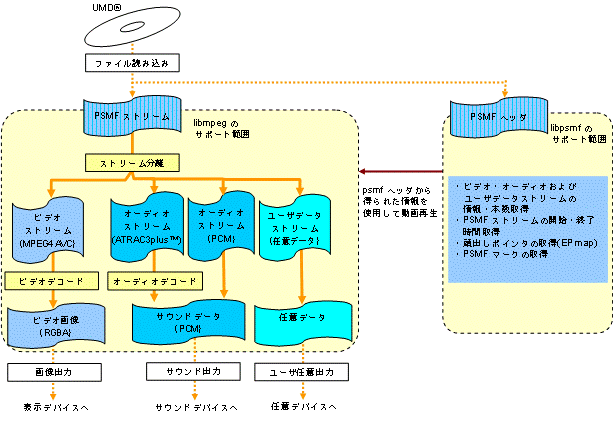 UMD®
ファイル読み込み
PSMF ストリーム
PSMF ヘッダ
libmpeg の
サポート範囲
libpsmf の
サポート範囲
ストリーム分離
psmf ヘッダから
得られた情報を
使用して動画再生
・ビデオ・オーディオおよび
ユーザデータストリームの
情報・本数取得
・PSMF ストリームの開始・終了
時間取得
・頭出しポインタの取得(EPmap)
・PSMF マークの取得
ビデオ
ストリーム
(MPEG4 AVC)
オーディオ
ストリーム
(ATRAC3plus™)
オーディオ
ストリーム
(PCM)
ユーザデータ
ストリーム
(任意データ)
ビデオデコード
オーディオデコード
ビデオ画像
(RGBA)
サウンドデータ
(PCM)
任意データ
画像出力
サウンド出力
ユーザ任意出力
表示デバイスへ
サウンドデバイスへ
任意デバイスへ